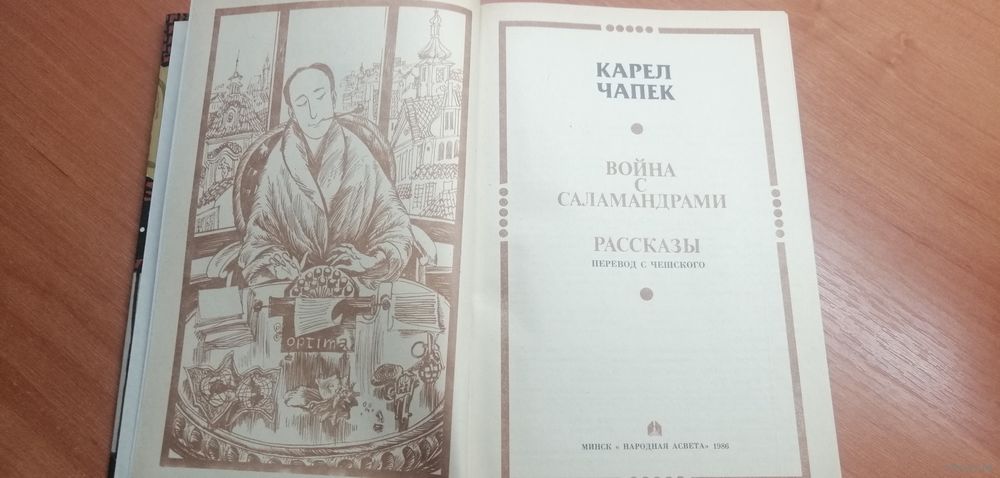 optima
КАРЕЛ
ЧАПЕК
ВОЙНА
С
САЛАМАНДРАМИ
РАССКАЗЫ
ПЕРЕВОД С ЧЕШСКОГО
МИНСК « НАРОДНАЯ АСВЕТА» 1986